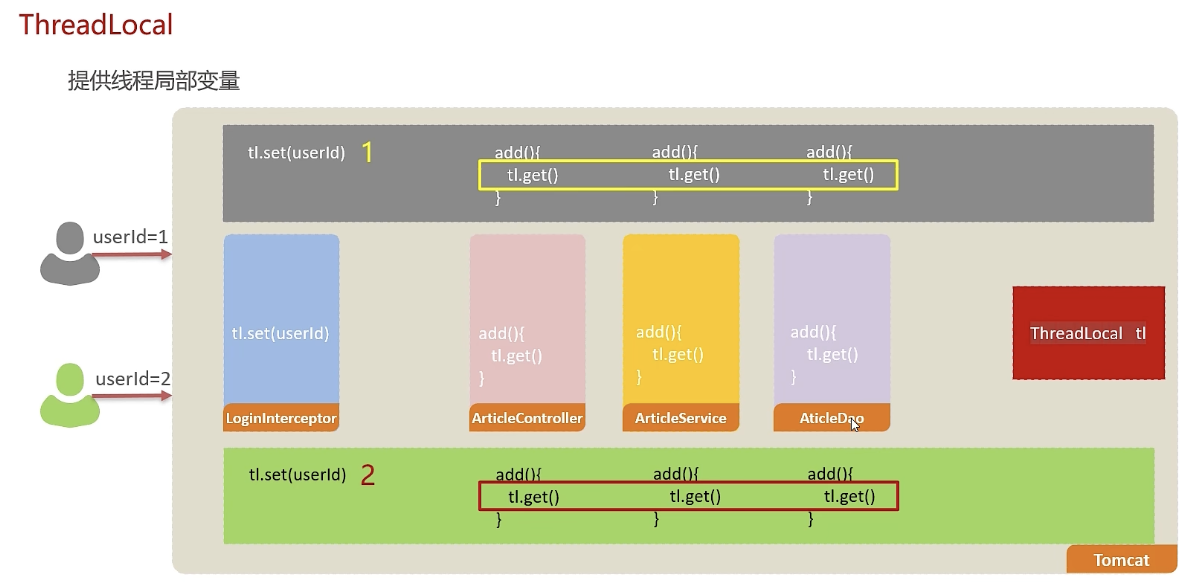 ThreadLocal
提供线程局部变量
tl.set(userId) 1
add(){ add(){ add(){
tl.get() tl.get() tl.get()
} } }
userId=1
tl.set(userId)
add(){
tl.get()
}
add(){
tl.get()
}
add(){
tl.get()
}
ThreadLocal tl
userId=2
LoginInterceptor
ArticleController
ArticleService
AticleDao
tl.set(userId) 2
add(){ add(){ add(){
tl.get() tl.get() tl.get()
} } }
Tomcat